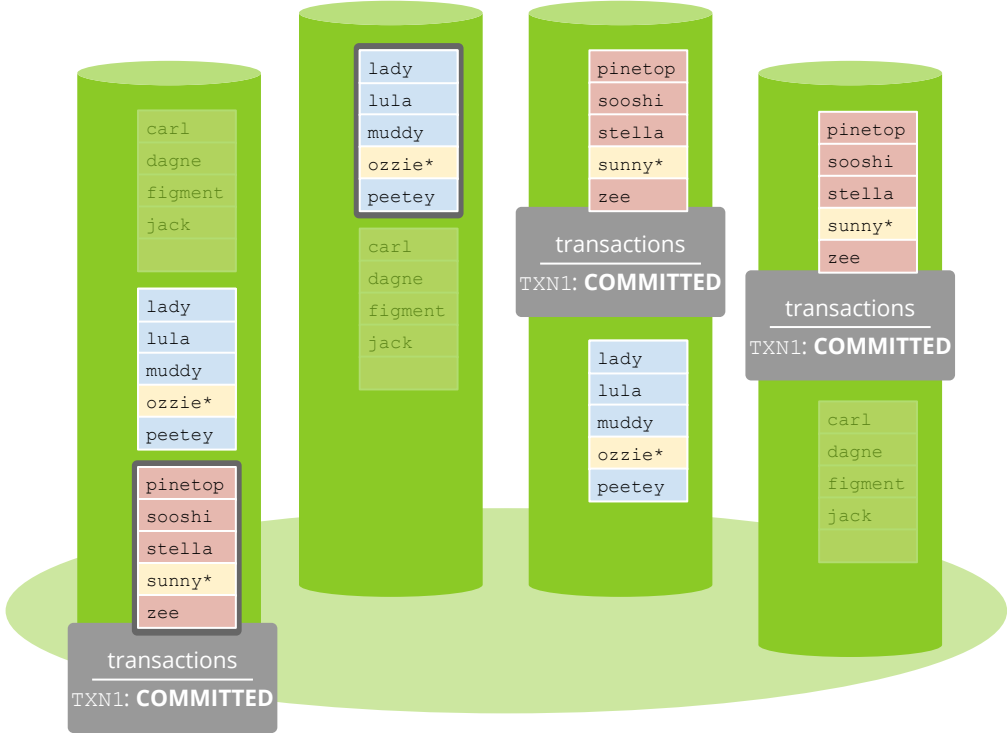 carl
dagne
figment
jack
lady
lula
muddy
ozzie*
peetey
pinetop
sooshi
stella
sunny*
zee
transactions
TXN1: COMMITTED
lady
lula
muddy
ozzie*
peetey
carl
dagne
figment
jack
pinetop
sooshi
stella
sunny*
zee
transactions
TXN1: COMMITTED
lady
lula
muddy
ozzie*
peetey
pinetop
sooshi
stella
sunny*
zee
transactions
TXN1: COMMITTED
carl
dagne
figment
jack